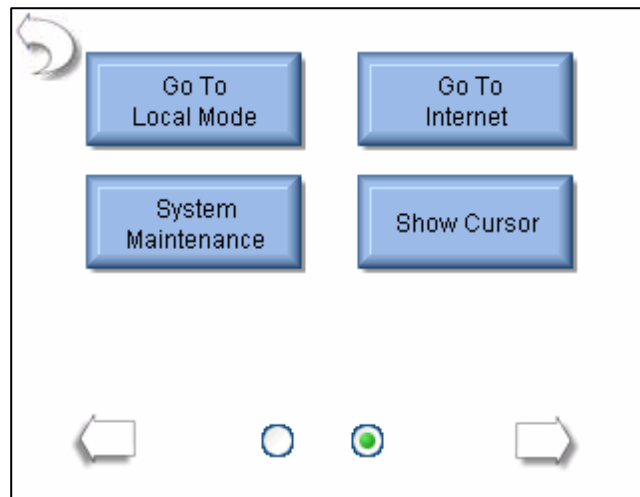 Go To
Local Mode
Go To
Internet
System
Maintenance
Show Cursor